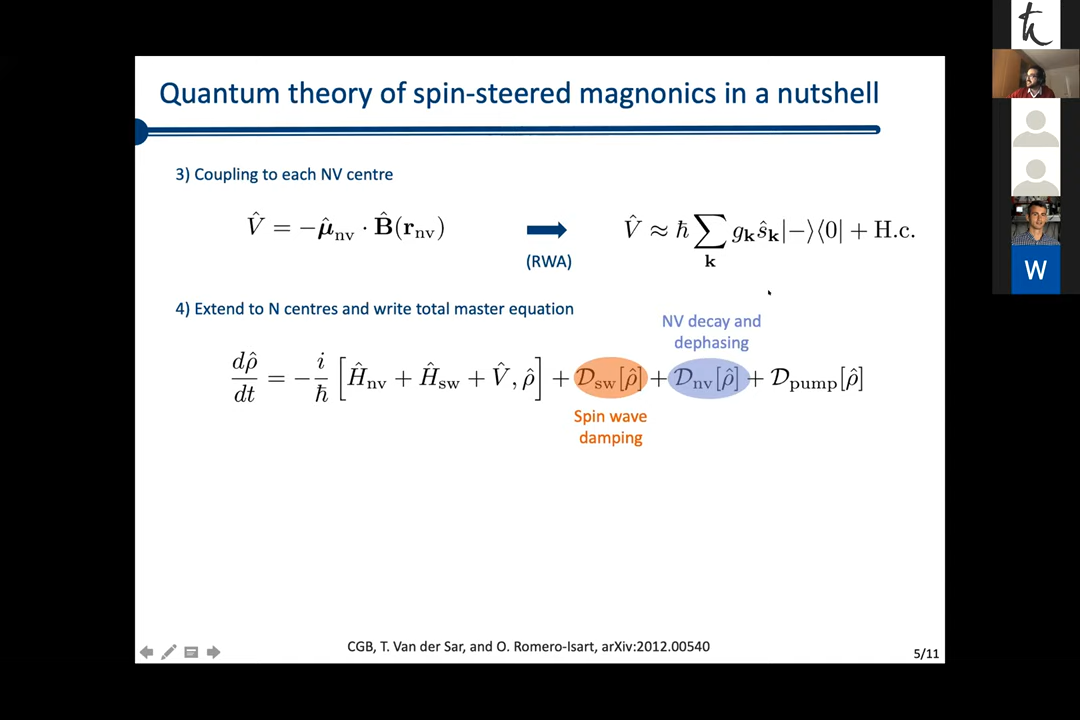 Quantum theory of spin-steered magnonics in a nutshell
3) Coupling to each NV centre
V̂ = −μ̂_nv · B̂(r_nv)
(RWA)
V̂ ≈ ħ ∑_k g_k ŝ_k |−⟩⟨0| + H.c.
4) Extend to N centres and write total master equation
NV decay and
dephasing
dρ̂/dt = −i/ħ [Ĥ_nv + Ĥ_sw + V̂, ρ̂] + 𝒟_sw[ρ̂] + 𝒟_nv[ρ̂] + 𝒟_pump[ρ̂]
Spin wave
damping
CGB, T. Van der Sar, and O. Romero-Isart, arXiv:2012.00540
5/11
ħ
W